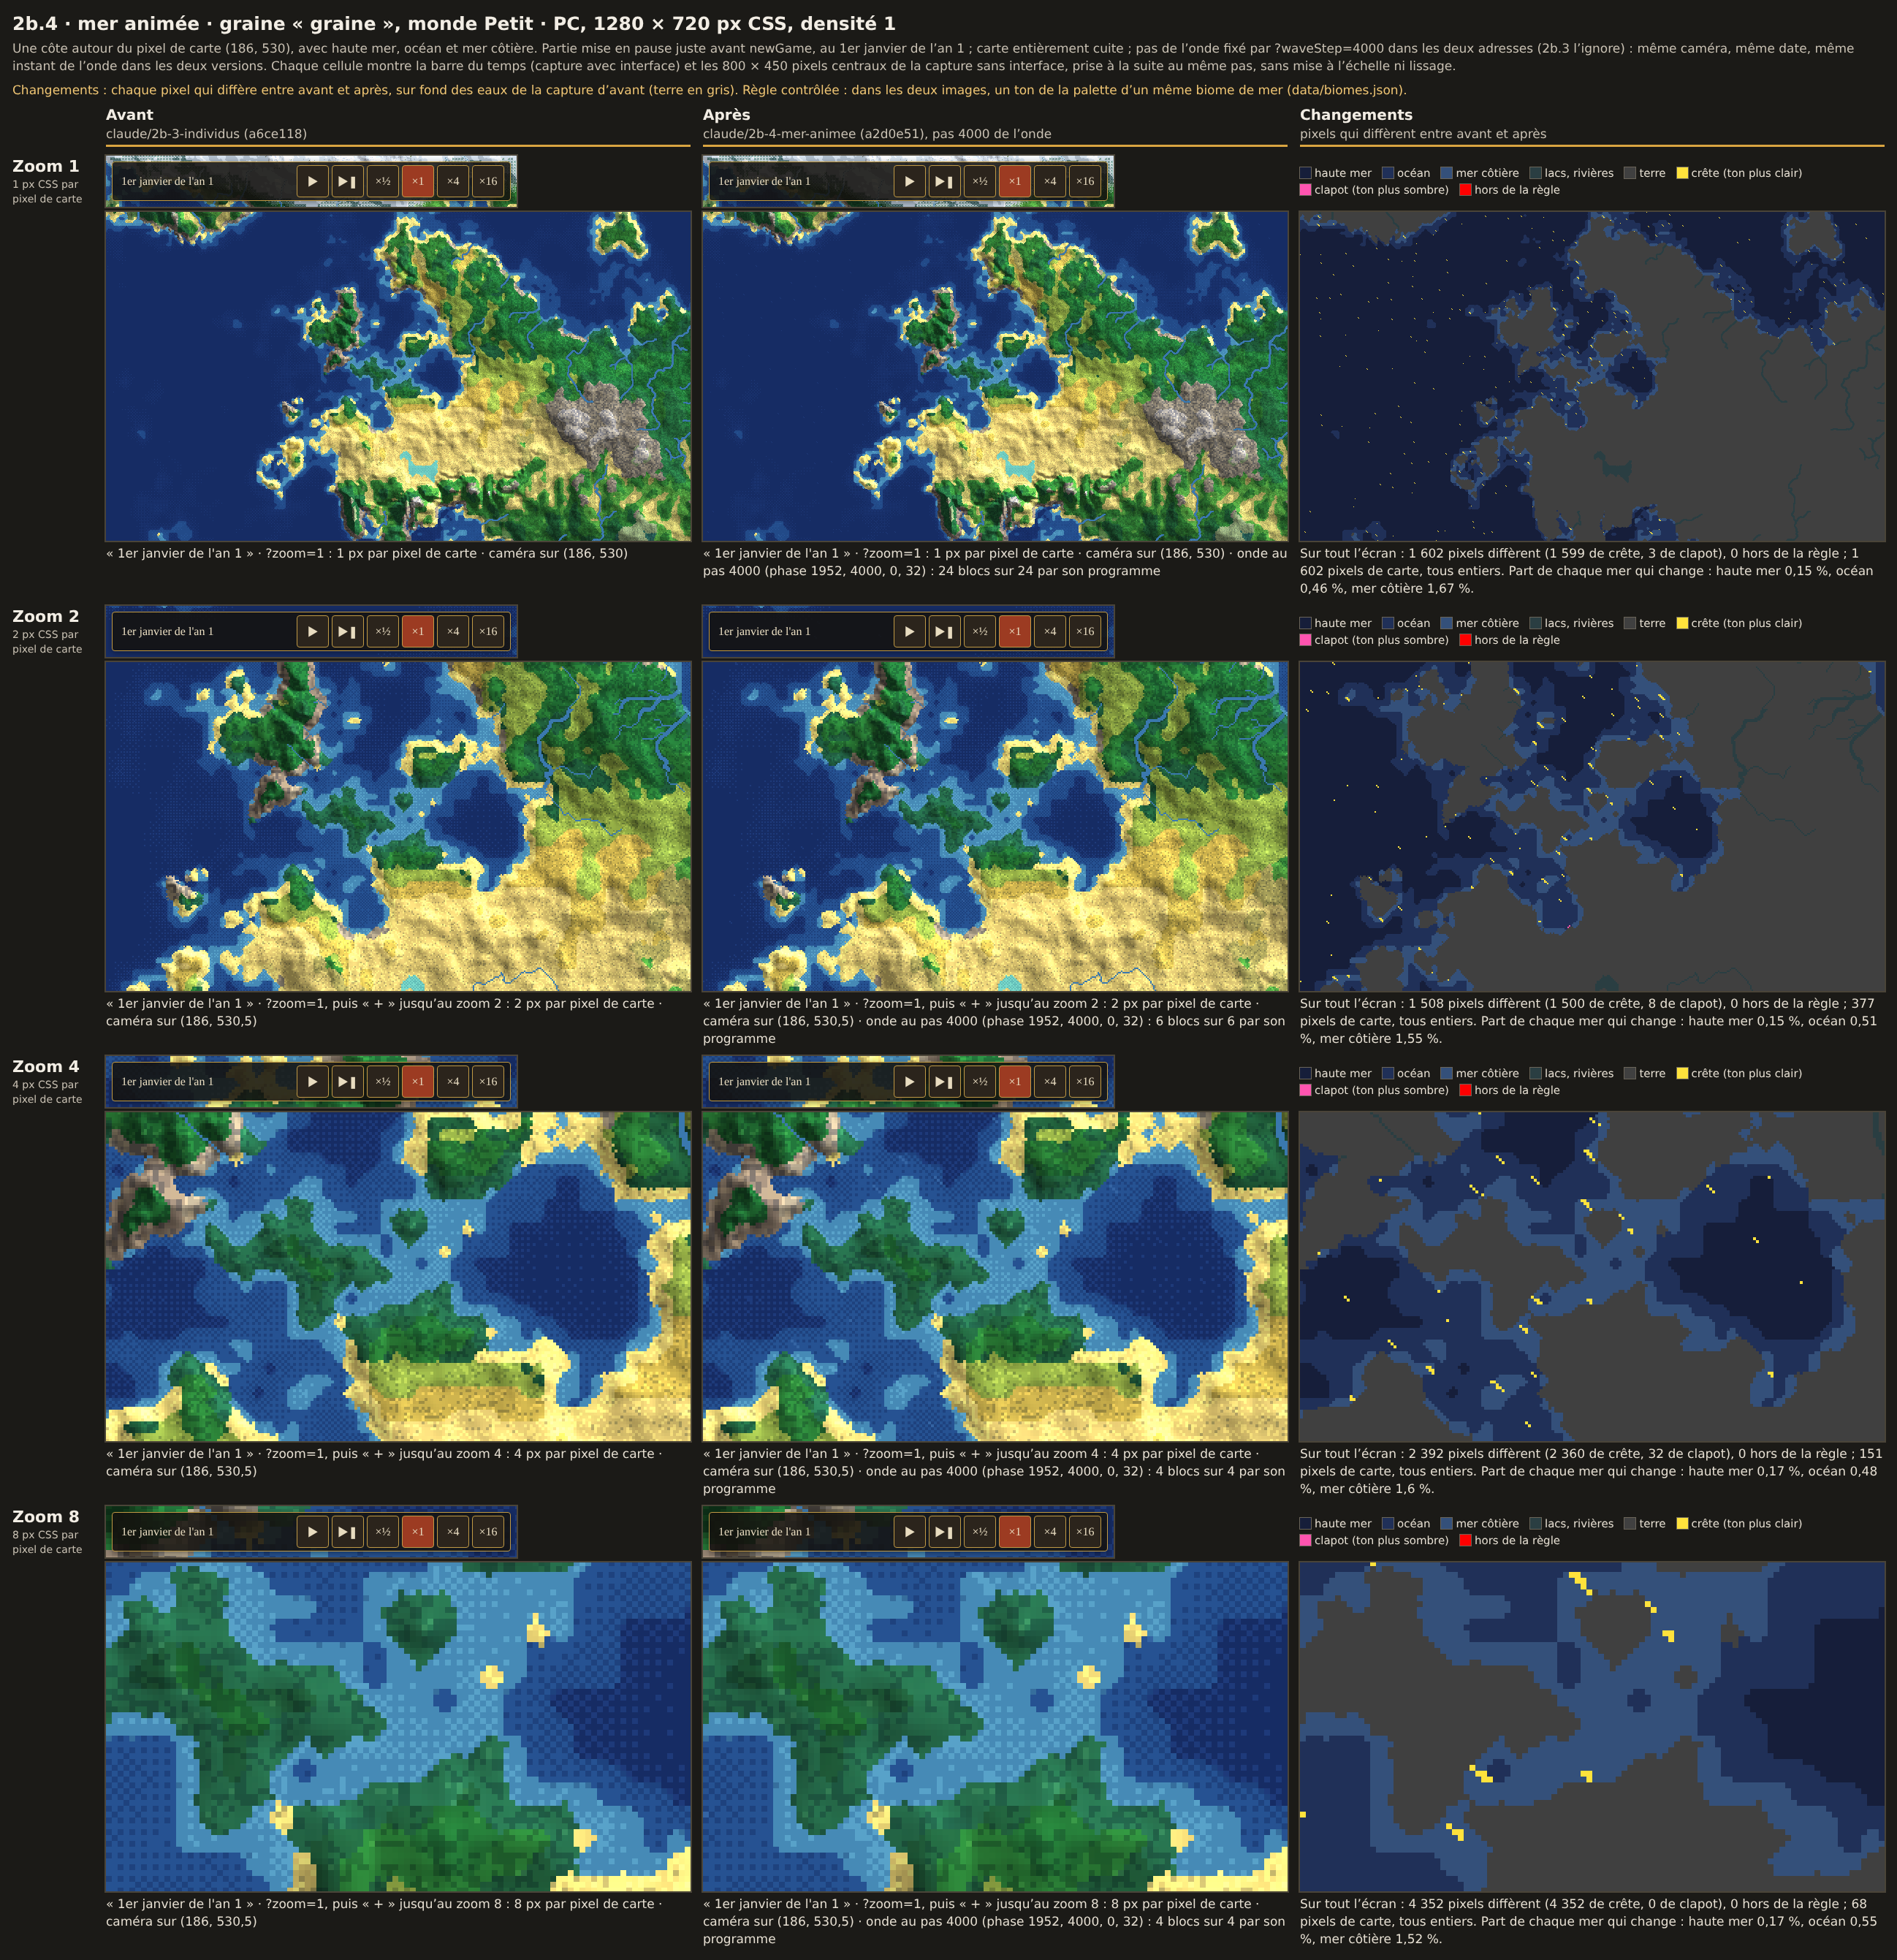 2b.4 · mer animée · graine « graine », monde Petit · PC, 1280 × 720 px CSS, densité 1
Une côte autour du pixel de carte (186, 530), avec haute mer, océan et mer côtière. Partie mise en pause juste avant newGame, au 1er janvier de l’an 1 ; carte entièrement cuite ; pas de l’onde fixé par ?waveStep=4000 dans les deux adresses (2b.3 l’ignore) : même caméra, même date, même
instant de l’onde dans les deux versions. Chaque cellule montre la barre du temps (capture avec interface) et les 800 × 450 pixels centraux de la capture sans interface, prise à la suite au même pas, sans mise à l’échelle ni lissage.
Changements : chaque pixel qui diffère entre avant et après, sur fond des eaux de la capture d’avant (terre en gris). Règle contrôlée : dans les deux images, un ton de la palette d’un même biome de mer (data/biomes.json).
Avant
claude/2b-3-individus (a6ce118)
Après
claude/2b-4-mer-animee (a2d0e51), pas 4000 de l’onde
Changements
pixels qui diffèrent entre avant et après
Zoom 1
1 px CSS par
pixel de carte
1er janvier de l'an 1 ×½ ×1 ×4 ×16
1er janvier de l'an 1 ×½ ×1 ×4 ×16
haute mer océan mer côtière lacs, rivières terre crête (ton plus clair)
clapot (ton plus sombre) hors de la règle
« 1er janvier de l'an 1 » · ?zoom=1 : 1 px par pixel de carte · caméra sur (186, 530)
« 1er janvier de l'an 1 » · ?zoom=1 : 1 px par pixel de carte · caméra sur (186, 530) · onde au
pas 4000 (phase 1952, 4000, 0, 32) : 24 blocs sur 24 par son programme
Sur tout l’écran : 1 602 pixels diffèrent (1 599 de crête, 3 de clapot), 0 hors de la règle ; 1
602 pixels de carte, tous entiers. Part de chaque mer qui change : haute mer 0,15 %, océan
0,46 %, mer côtière 1,67 %.
Zoom 2
2 px CSS par
pixel de carte
1er janvier de l'an 1 ×½ ×1 ×4 ×16
1er janvier de l'an 1 ×½ ×1 ×4 ×16
haute mer océan mer côtière lacs, rivières terre crête (ton plus clair)
clapot (ton plus sombre) hors de la règle
« 1er janvier de l'an 1 » · ?zoom=1, puis « + » jusqu’au zoom 2 : 2 px par pixel de carte ·
caméra sur (186, 530,5)
« 1er janvier de l'an 1 » · ?zoom=1, puis « + » jusqu’au zoom 2 : 2 px par pixel de carte ·
caméra sur (186, 530,5) · onde au pas 4000 (phase 1952, 4000, 0, 32) : 6 blocs sur 6 par son
programme
Sur tout l’écran : 1 508 pixels diffèrent (1 500 de crête, 8 de clapot), 0 hors de la règle ; 377
pixels de carte, tous entiers. Part de chaque mer qui change : haute mer 0,15 %, océan 0,51
%, mer côtière 1,55 %.
Zoom 4
4 px CSS par
pixel de carte
1er janvier de l'an 1 ×½ ×1 ×4 ×16
1er janvier de l'an 1 ×½ ×1 ×4 ×16
haute mer océan mer côtière lacs, rivières terre crête (ton plus clair)
clapot (ton plus sombre) hors de la règle
« 1er janvier de l'an 1 » · ?zoom=1, puis « + » jusqu’au zoom 4 : 4 px par pixel de carte ·
caméra sur (186, 530,5)
« 1er janvier de l'an 1 » · ?zoom=1, puis « + » jusqu’au zoom 4 : 4 px par pixel de carte ·
caméra sur (186, 530,5) · onde au pas 4000 (phase 1952, 4000, 0, 32) : 4 blocs sur 4 par son
programme
Sur tout l’écran : 2 392 pixels diffèrent (2 360 de crête, 32 de clapot), 0 hors de la règle ; 151
pixels de carte, tous entiers. Part de chaque mer qui change : haute mer 0,17 %, océan 0,48
%, mer côtière 1,6 %.
Zoom 8
8 px CSS par
pixel de carte
1er janvier de l'an 1 ×½ ×1 ×4 ×16
1er janvier de l'an 1 ×½ ×1 ×4 ×16
haute mer océan mer côtière lacs, rivières terre crête (ton plus clair)
clapot (ton plus sombre) hors de la règle
« 1er janvier de l'an 1 » · ?zoom=1, puis « + » jusqu’au zoom 8 : 8 px par pixel de carte ·
caméra sur (186, 530,5)
« 1er janvier de l'an 1 » · ?zoom=1, puis « + » jusqu’au zoom 8 : 8 px par pixel de carte ·
caméra sur (186, 530,5) · onde au pas 4000 (phase 1952, 4000, 0, 32) : 4 blocs sur 4 par son
programme
Sur tout l’écran : 4 352 pixels diffèrent (4 352 de crête, 0 de clapot), 0 hors de la règle ; 68
pixels de carte, tous entiers. Part de chaque mer qui change : haute mer 0,17 %, océan 0,55
%, mer côtière 1,52 %.